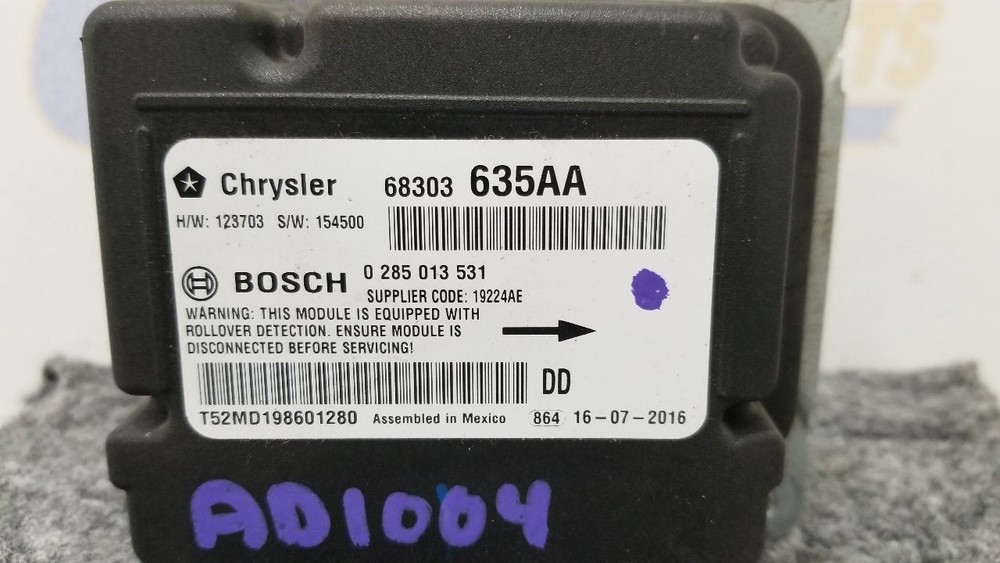 Chrysler 68303 635AA
H/W: 123703 S/W: 154500
BOSCH 0 285 013 531
SUPPLIER CODE: 19224AE
WARNING: THIS MODULE IS EQUIPPED WITH
ROLLOVER DETECTION. ENSURE MODULE IS
DISCONNECTED BEFORE SERVICING!
DD
T52MD198601280 Assembled in Mexico 864 16-07-2016
AD1004